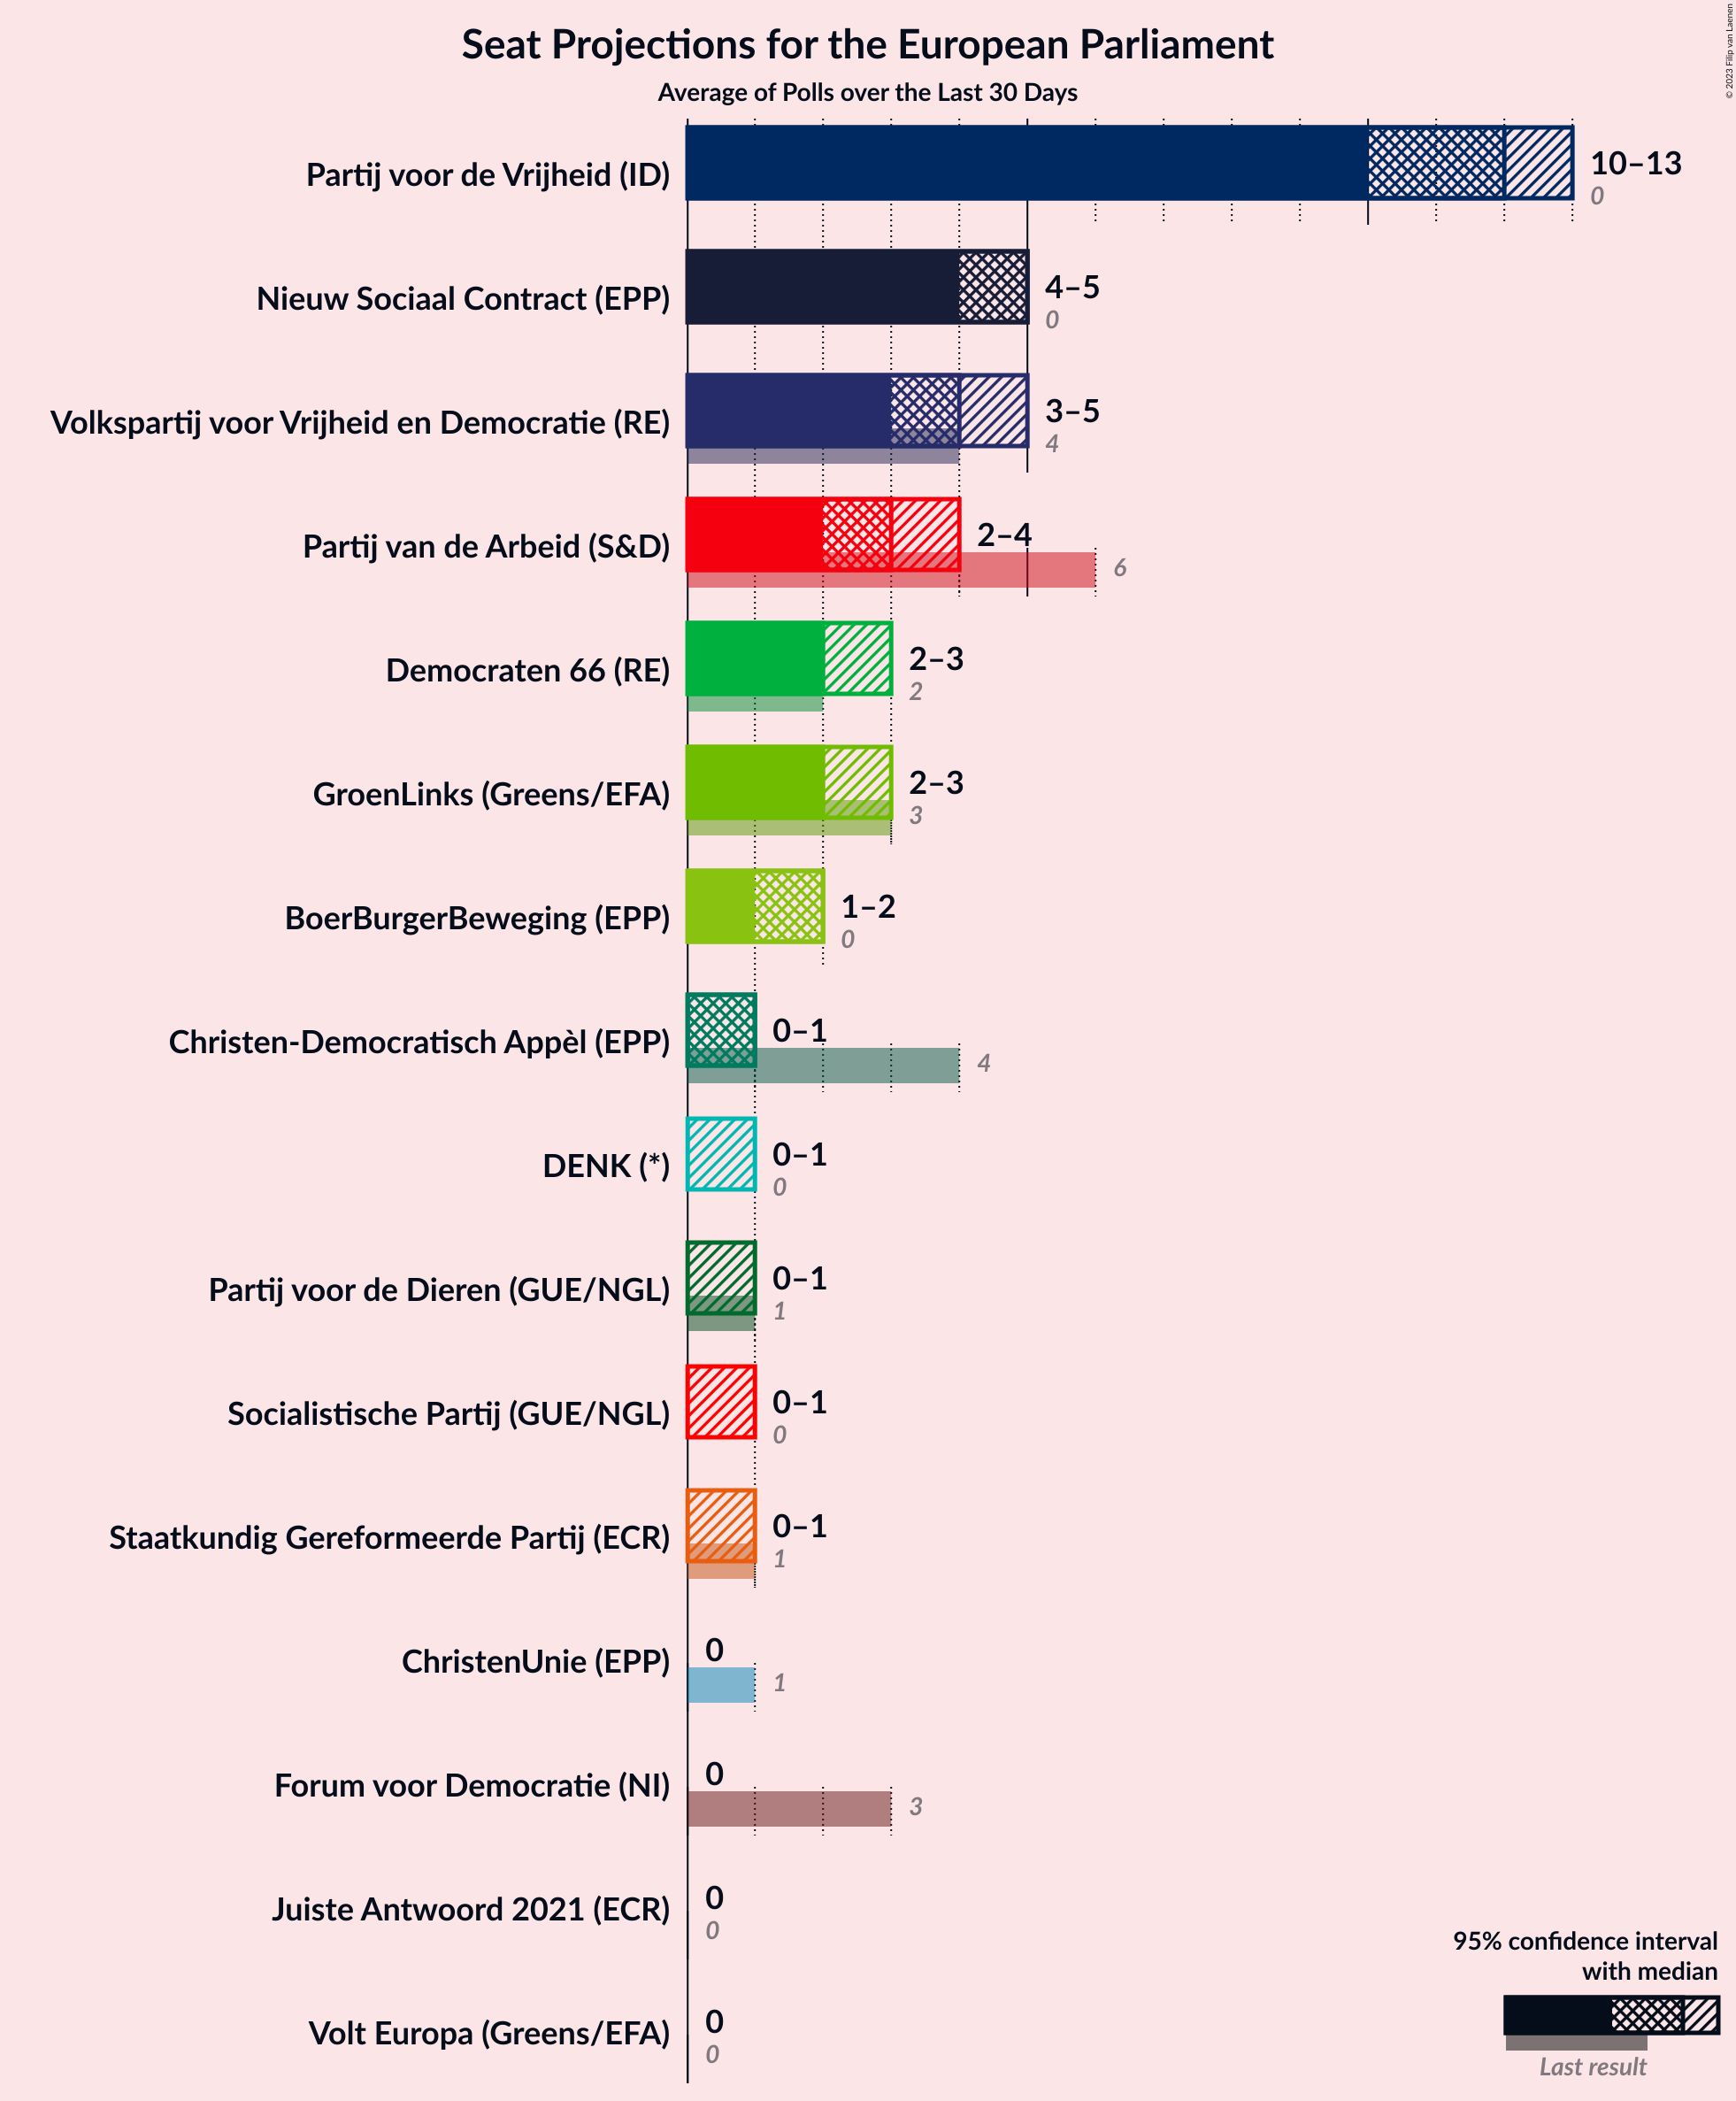 © 2023 Filip van Laenen
Seat Projections for the European Parliament
Average of Polls over the Last 30 Days
Partij voor de Vrijheid (ID)
10–13
0
Nieuw Sociaal Contract (EPP)
4–5
0
Volkspartij voor Vrijheid en Democratie (RE)
3–5
4
Partij van de Arbeid (S&D)
2–4
6
Democraten 66 (RE)
2–3
2
GroenLinks (Greens/EFA)
2–3
3
BoerBurgerBeweging (EPP)
1–2
0
Christen-Democratisch Appèl (EPP)
0–1
4
DENK (*)
0–1
0
Partij voor de Dieren (GUE/NGL)
0–1
1
Socialistische Partij (GUE/NGL)
0–1
0
Staatkundig Gereformeerde Partij (ECR)
0–1
1
ChristenUnie (EPP)
0
1
Forum voor Democratie (NI)
0
3
Juiste Antwoord 2021 (ECR)
0
0
Volt Europa (Greens/EFA)
0
0
95% confidence interval
with median
Last result